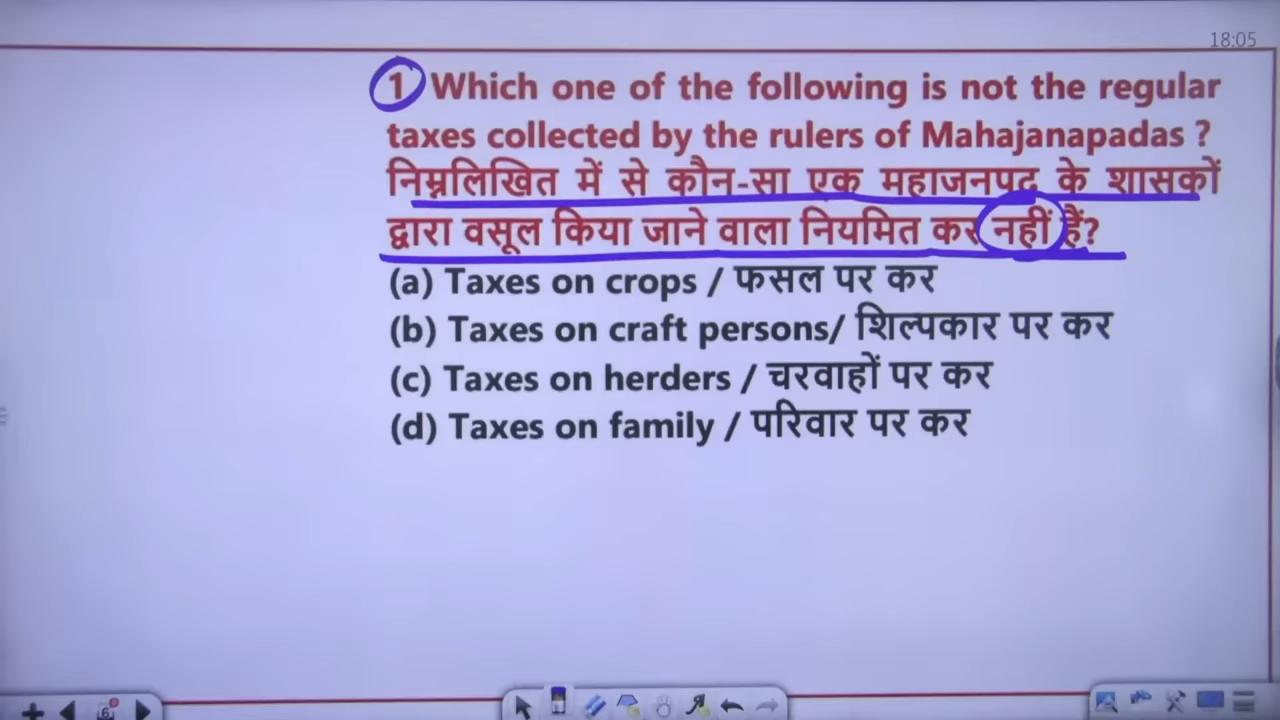 18:05
1 Which one of the following is not the regular
taxes collected by the rulers of Mahajanapadas ?
निम्नलिखित में से कौन-सा एक महाजनपद के शासकों
द्वारा वसूल किया जाने वाला नियमित कर नहीं हैं?
(a) Taxes on crops / फसल पर कर
(b) Taxes on craft persons/ शिल्पकार पर कर
(c) Taxes on herders / चरवाहों पर कर
(d) Taxes on family / परिवार पर कर
6